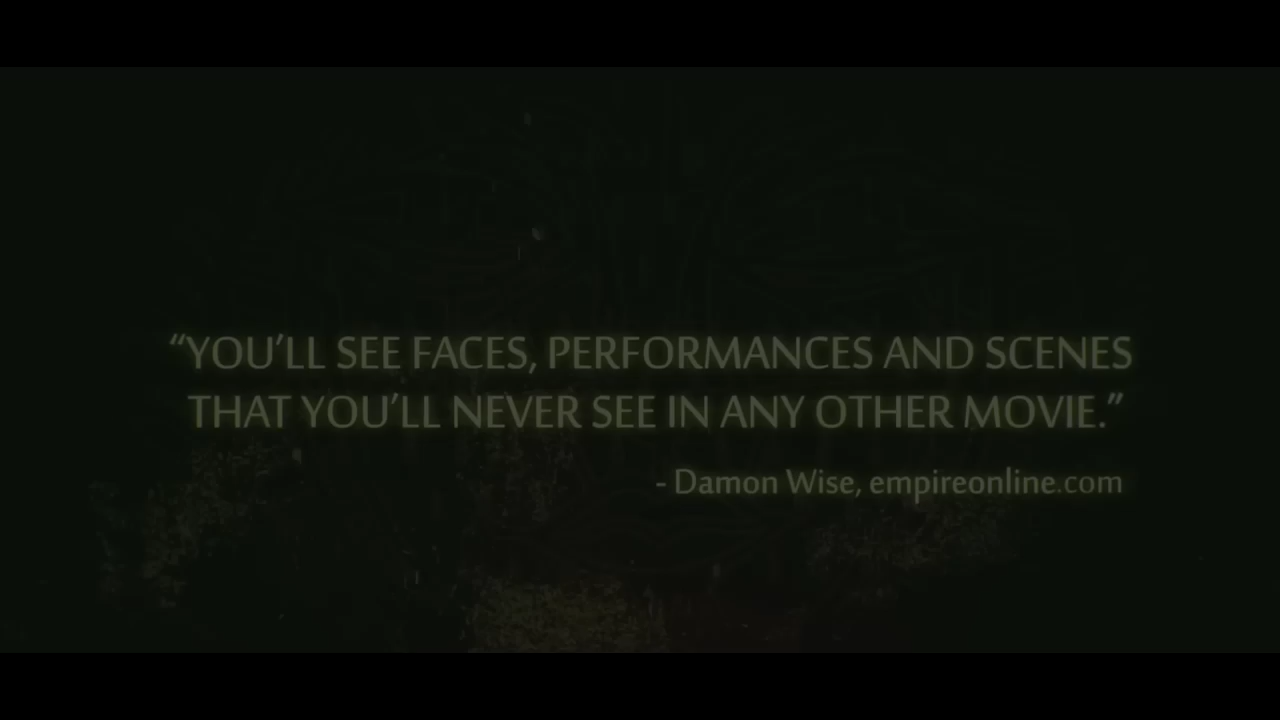 “YOU’LL SEE FACES, PERFORMANCES AND SCENES
THAT YOU’LL NEVER SEE IN ANY OTHER MOVIE.”
- Damon Wise, empireonline.com